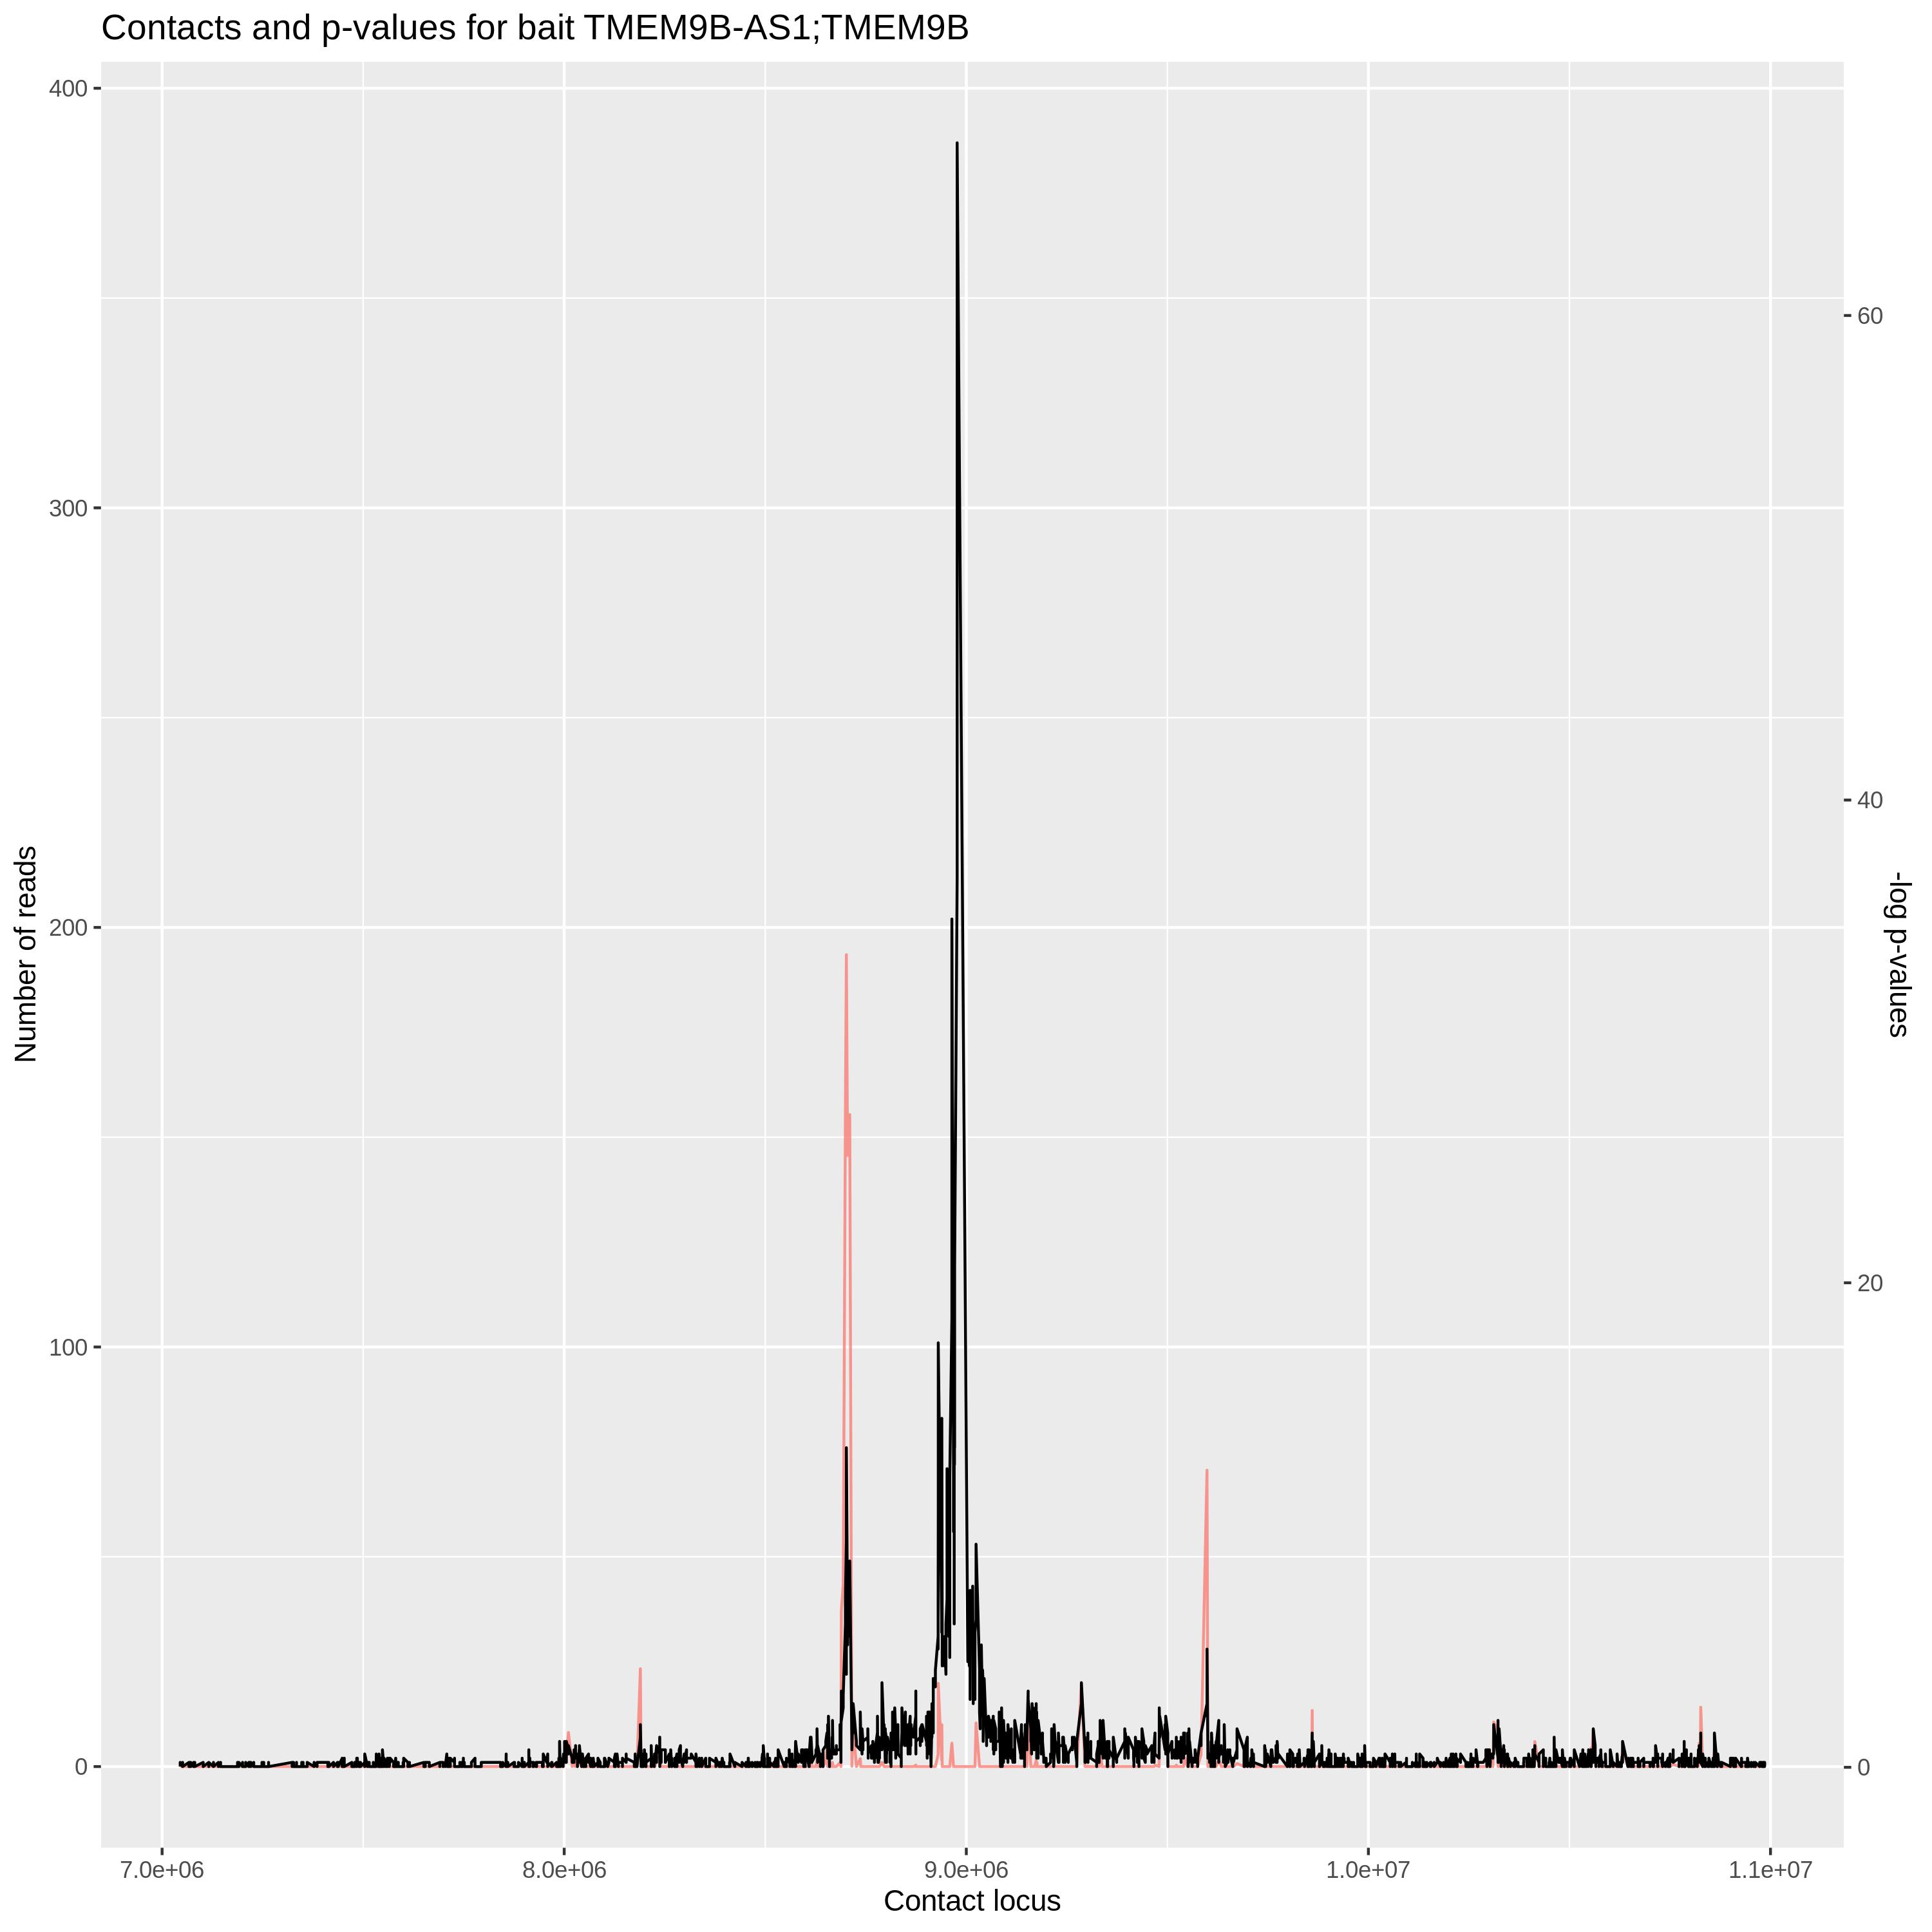 Contacts and p-values for bait TMEM9B-AS1;TMEM9B
400
300
200
100
0
Number of reads
60
40
20
0
-log p-values
7.0e+06
8.0e+06
9.0e+06
1.0e+07
1.1e+07
Contact locus